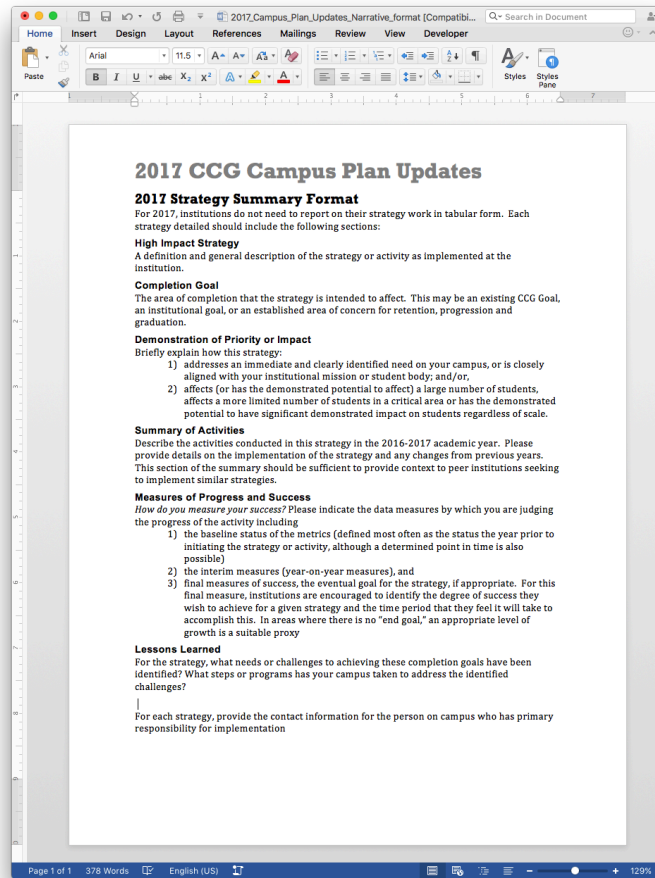 2017_Campus_Plan_Updates_Narrative_format [Compatibi...
Search in Document
Home Insert Design Layout References Mailings Review View Developer
Paste
Arial 11.5
B I U abc X2 X2 A A
Styles Styles
Pane
1 1 2 3 4 5 6 7
2017 CCG Campus Plan Updates
2017 Strategy Summary Format
For 2017, institutions do not need to report on their strategy work in tabular form. Each
strategy detailed should include the following sections:
High Impact Strategy
A definition and general description of the strategy or activity as implemented at the
institution.
Completion Goal
The area of completion that the strategy is intended to affect. This may be an existing CCG Goal,
an institutional goal, or an established area of concern for retention, progression and
graduation.
Demonstration of Priority or Impact
Briefly explain how this strategy:
1) addresses an immediate and clearly identified need on your campus, or is closely
aligned with your institutional mission or student body; and/or,
2) affects (or has the demonstrated potential to affect) a large number of students,
affects a more limited number of students in a critical area or has the demonstrated
potential to have significant demonstrated impact on students regardless of scale.
Summary of Activities
Describe the activities conducted in this strategy in the 2016-2017 academic year. Please
provide details on the implementation of the strategy and any changes from previous years.
This section of the summary should be sufficient to provide context to peer institutions seeking
to implement similar strategies.
Measures of Progress and Success
How do you measure your success? Please indicate the data measures by which you are judging
the progress of the activity including
1) the baseline status of the metrics (defined most often as the status the year prior to
initiating the strategy or activity, although a determined point in time is also
possible)
2) the interim measures (year-on-year measures), and
3) final measures of success, the eventual goal for the strategy, if appropriate. For this
final measure, institutions are encouraged to identify the degree of success they
wish to achieve for a given strategy and the time period that they feel it will take to
accomplish this. In areas where there is no "end goal," an appropriate level of
growth is a suitable proxy
Lessons Learned
For the strategy, what needs or challenges to achieving these completion goals have been
identified? What steps or programs has your campus taken to address the identified
challenges?
For each strategy, provide the contact information for the person on campus who has primary
responsibility for implementation
Page 1 of 1 378 Words English (US) 129%